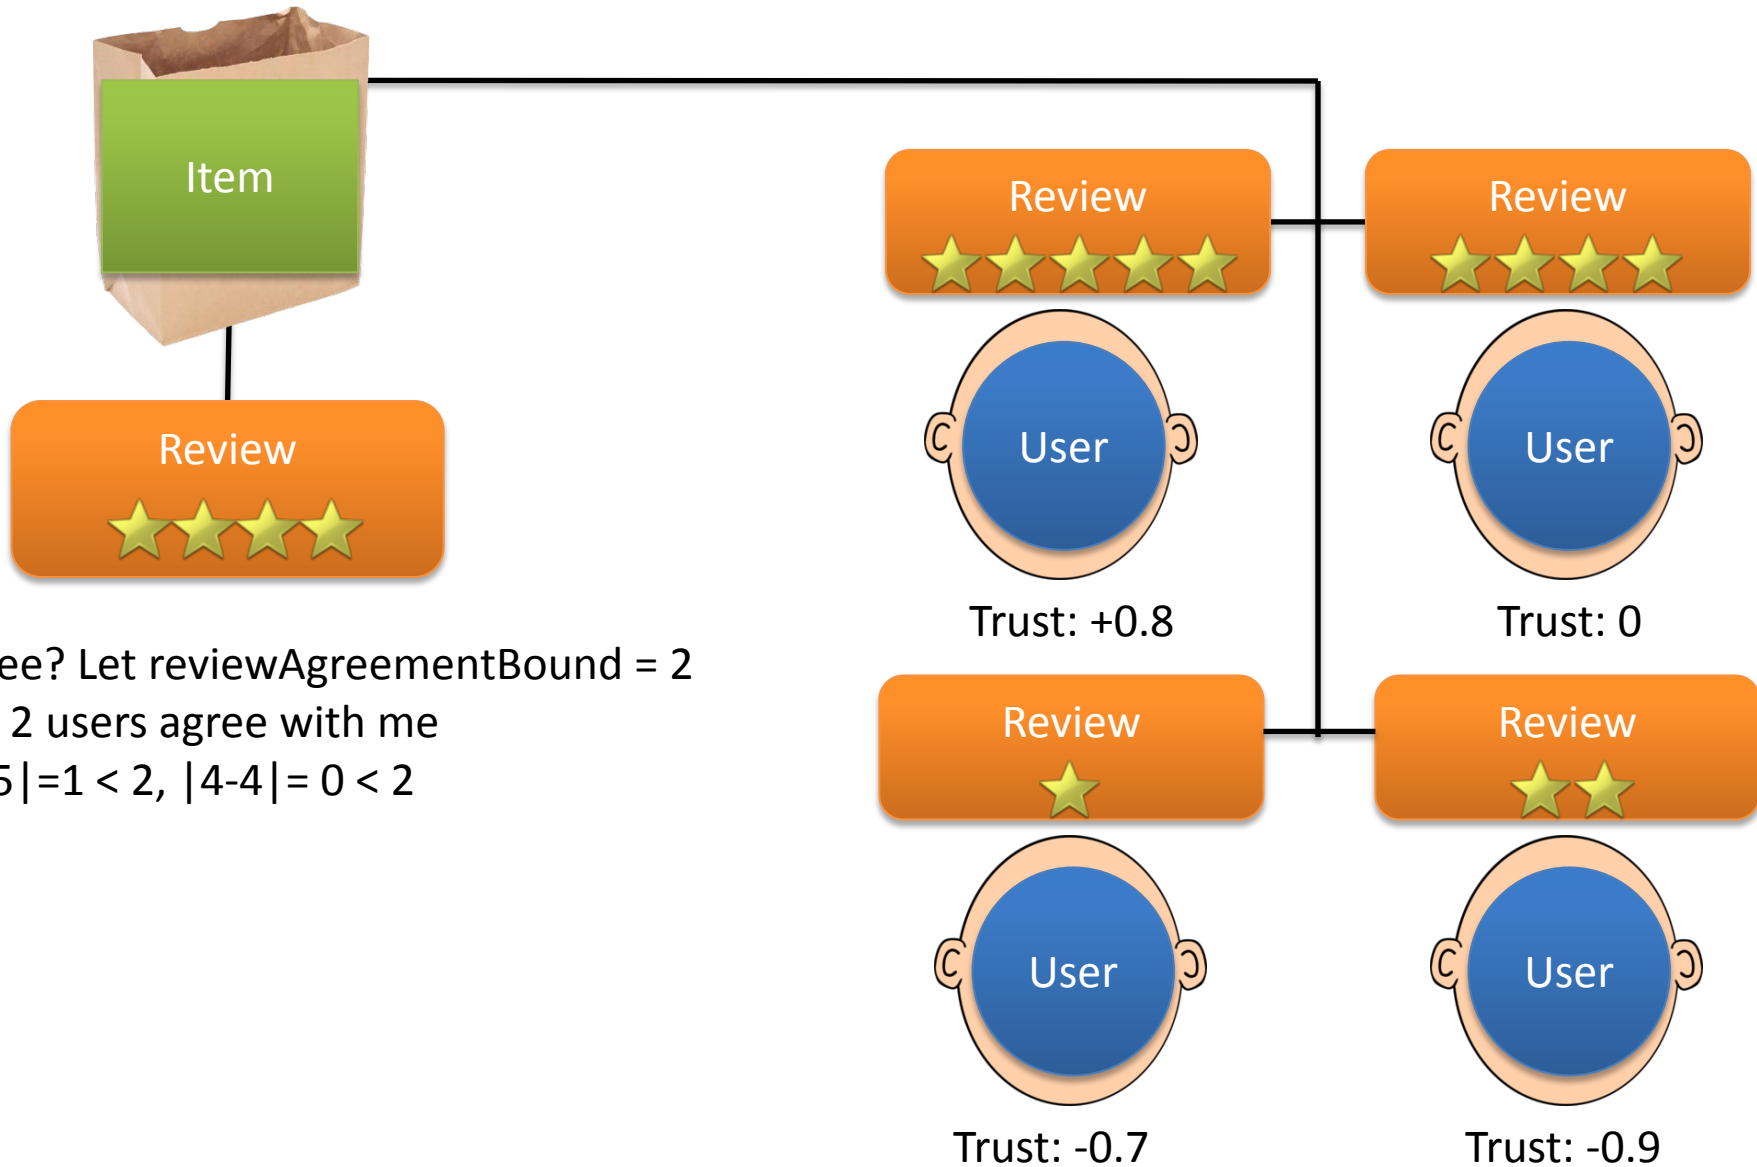 Item
Review
Review
Review
User
User
Trust: +0.8
Trust: 0
ee? Let reviewAgreementBound = 2
2 users agree with me
5|=1 < 2, |4-4|= 0 < 2
Review
Review
User
User
Trust: -0.7
Trust: -0.9